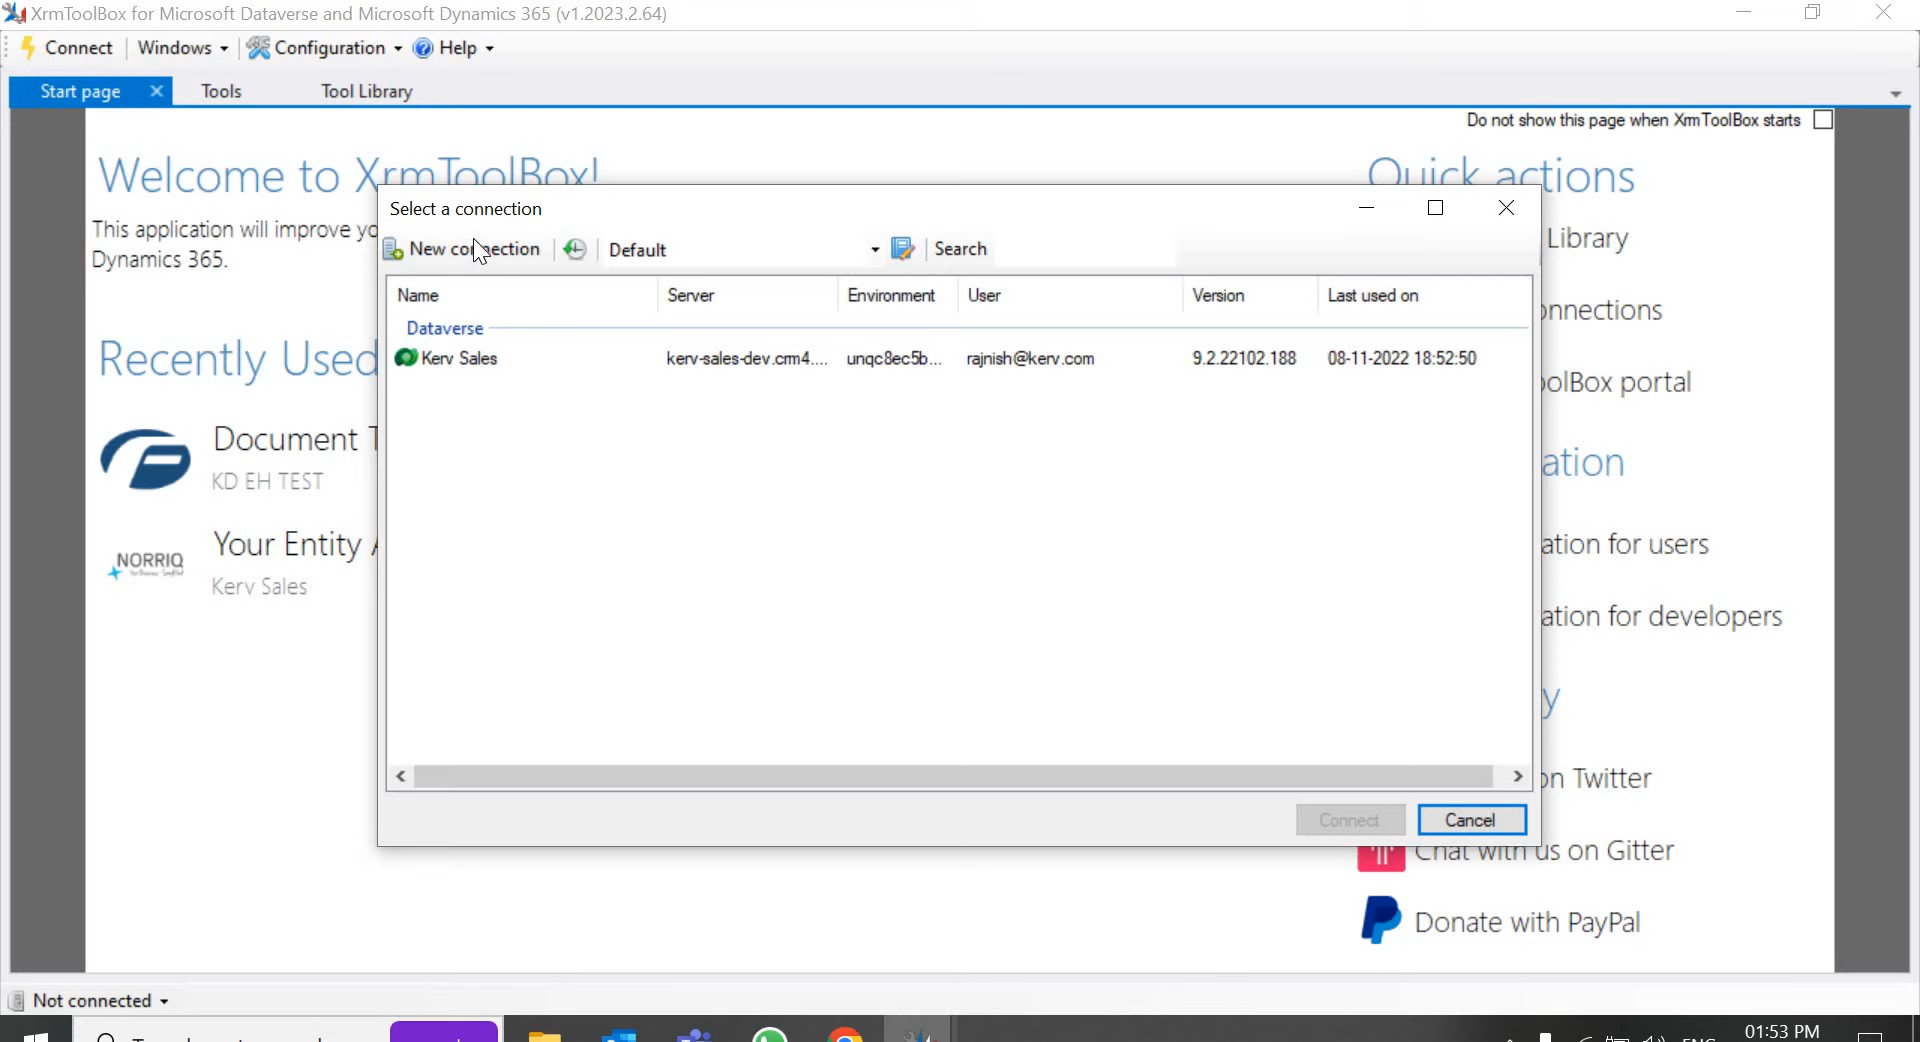 XrmToolBox for Microsoft Dataverse and Microsoft Dynamics 365 (v1.2023.2.64)
Connect Windows Configuration Help
Start page Tools Tool Library
Do not show this page when XrmToolBox starts
Welcome to XrmToolBox!
Quick actions
This application will improve yo
Dynamics 365.
Select a connection
New connection Default Search
Library
Name Server Environment User Version Last used on
Dataverse
Kerv Sales kerv-sales-dev.crm4.... unqc8ec5b... rajnish@kerv.com 9.2.22102.188 08-11-2022 18:52:50
onnections
Recently Used
oolBox portal
Document T
KD EH TEST
ation
Your Entity A
NORRIQ
Kerv Sales
ation for users
ation for developers
y
on Twitter
Connect Cancel
Chat with us on Gitter
Donate with PayPal
Not connected
01:53 PM
ENG